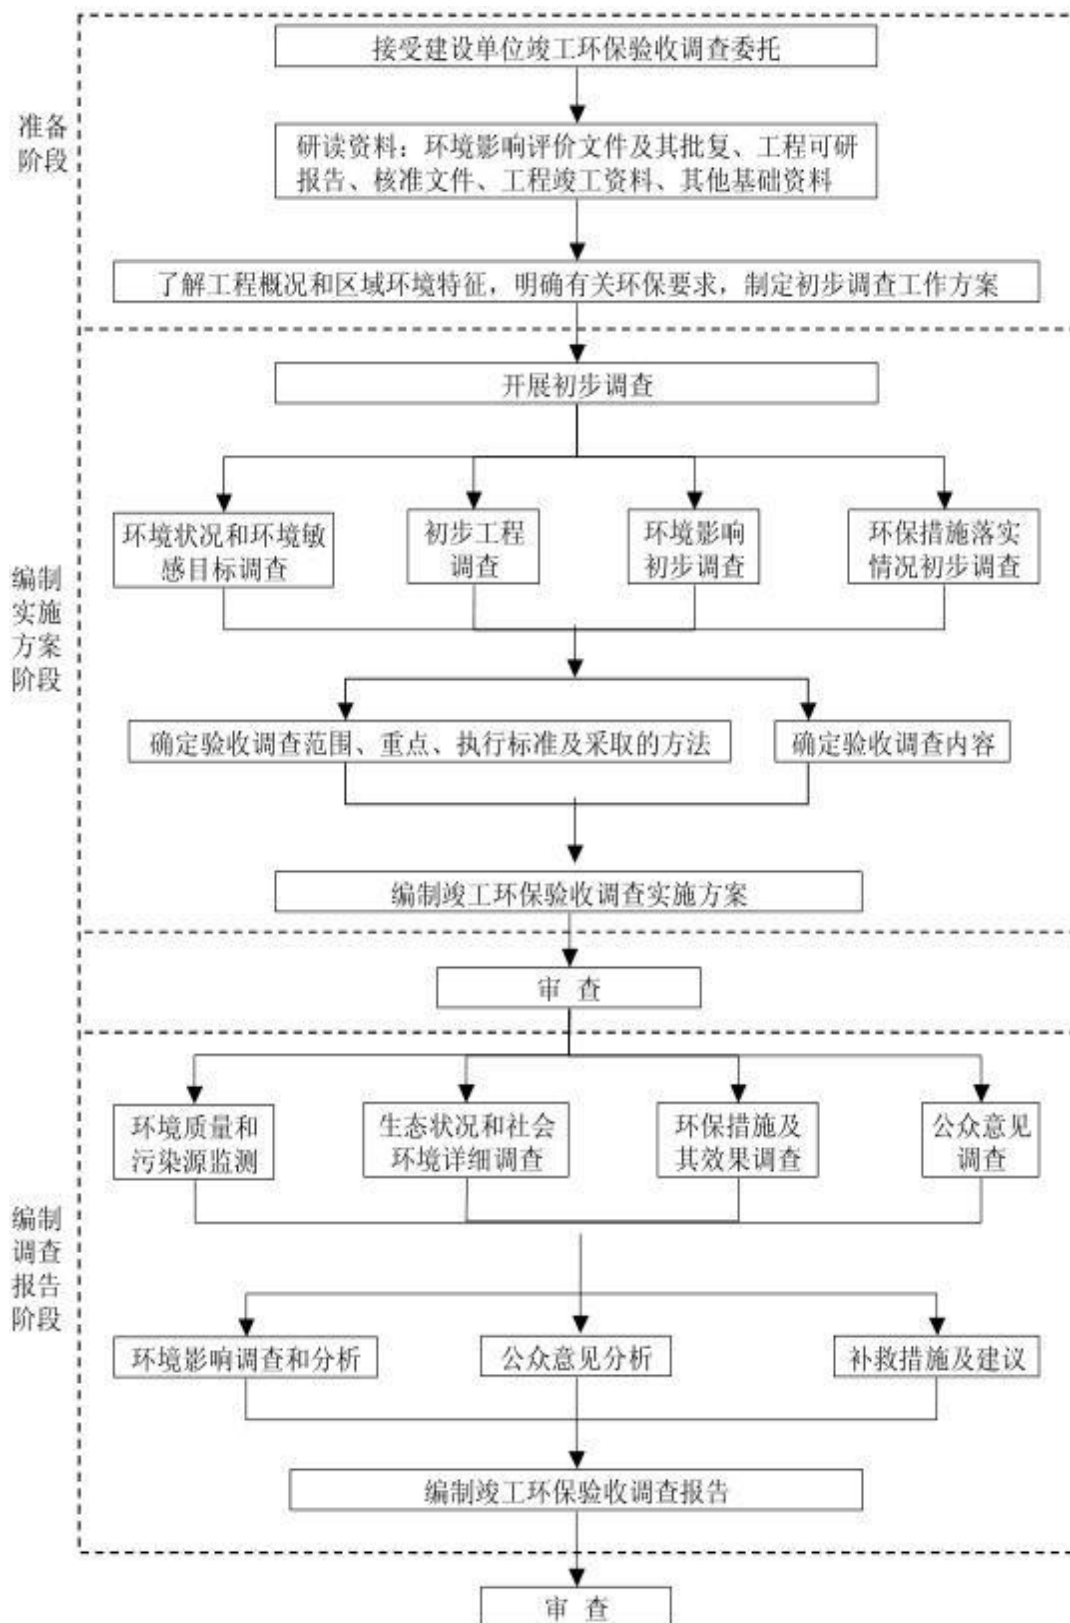 接受建设单位竣工环保验收调查委托
准备
阶段
研读资料：环境影响评价文件及其批复、工程可研
报告、核准文件、工程竣工资料、其他基础资料
了解工程概况和区域环境特征，明确有关环保要求，制定初步调查工作方案
开展初步调查
环境状况和环境敏
感目标调查
初步工程
调查
环境影响
初步调查
环保措施落实
情况初步调查
编制
实施
方案
阶段
确定验收调查范围、重点、执行标准及采取的方法
确定验收调查内容
编制竣工环保验收调查实施方案
审 查
环境质量和
污染源监测
生态状况和社会
环境详细调查
环保措施及
其效果调查
公众意见
调查
编制
调查
报告
阶段
环境影响调查和分析
公众意见分析
补救措施及建议
编制竣工环保验收调查报告
审 查